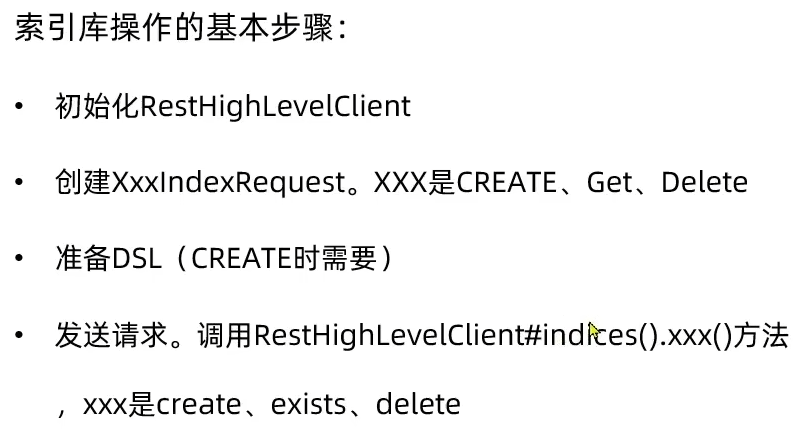 索引库操作的基本步骤：
• 初始化RestHighLevelClient
• 创建XxxIndexRequest。XXX是CREATE、Get、Delete
• 准备DSL（CREATE时需要）
• 发送请求。调用RestHighLevelClient#indices().xxx()方法
，xxx是create、exists、delete